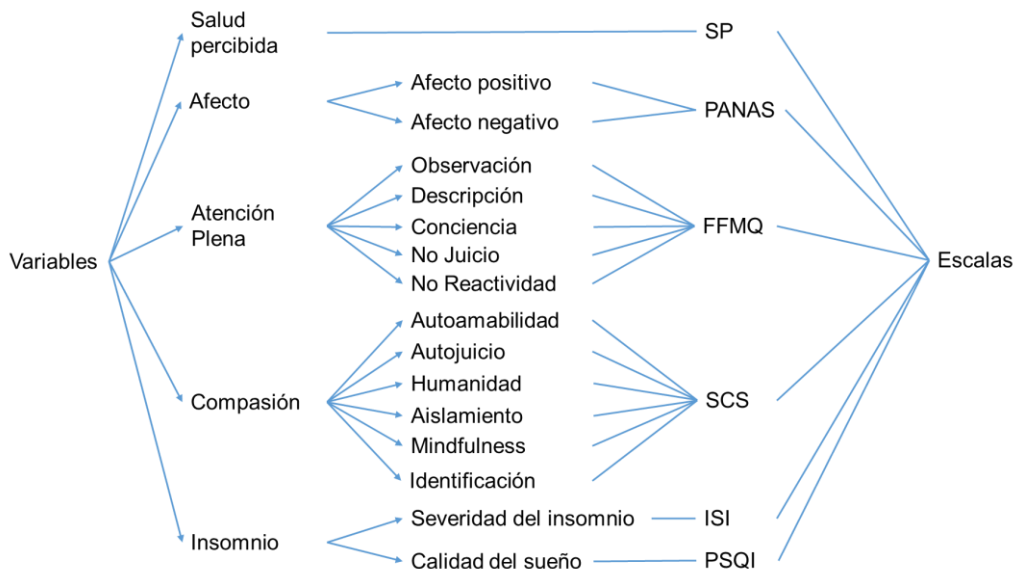 Variables
Salud
percibida
SP
Afecto
Afecto positivo
Afecto negativo
PANAS
Atención
Plena
Observación
Descripción
Conciencia
No Juicio
No Reactividad
FFMQ
Compasión
Autoamabilidad
Autojuicio
Humanidad
Aislamiento
Mindfulness
Identificación
SCS
Insomnio
Severidad del insomnio
ISI
Calidad del sueño
PSQI
Escalas